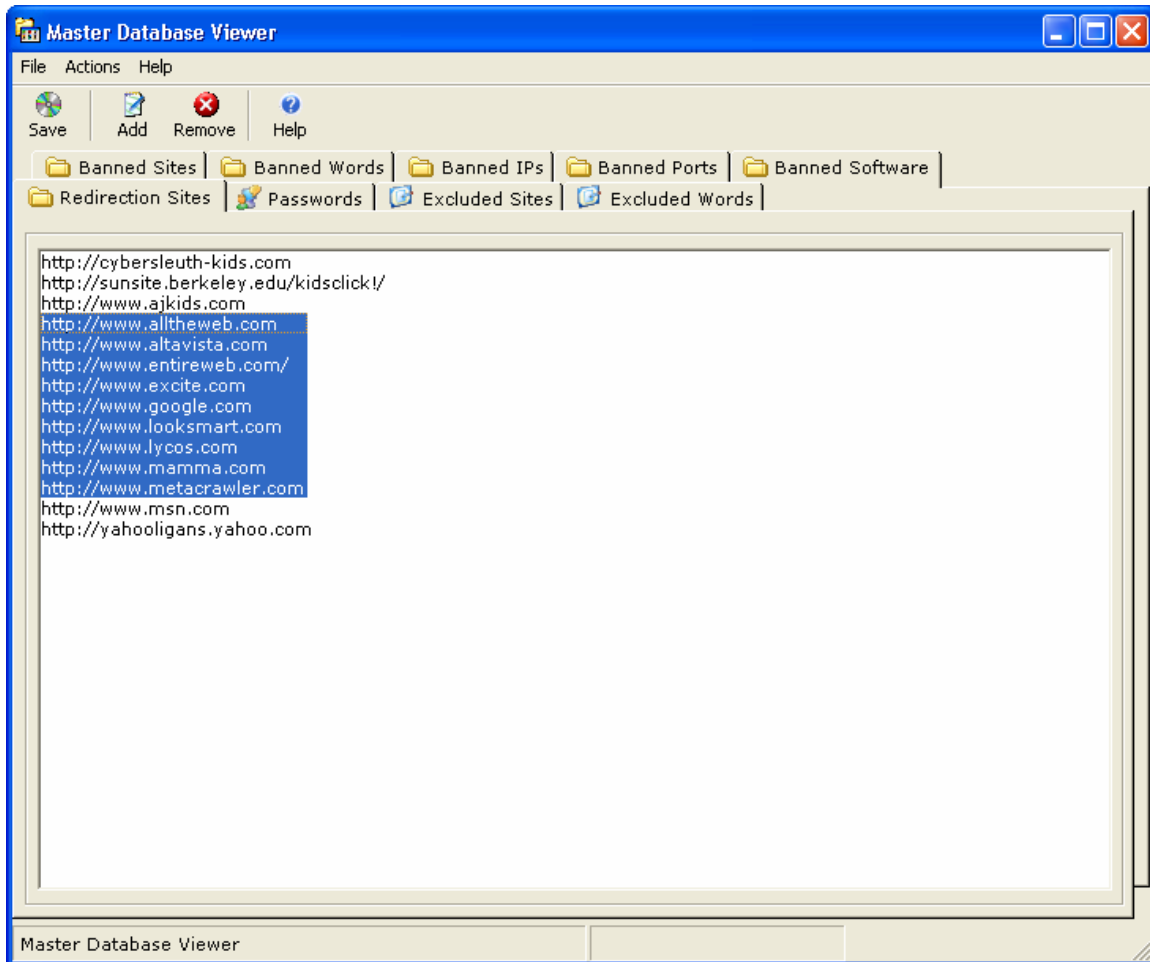 Master Database Viewer
File Actions Help
Save Add Remove Help
Banned Sites Banned Words Banned IPs Banned Ports Banned Software
Redirection Sites Passwords Excluded Sites Excluded Words
http://cybersleuth-kids.com
http://sunsite.berkeley.edu/kidsclick!/
http://www.ajkids.com
http://www.alltheweb.com
http://www.altavista.com
http://www.entireweb.com/
http://www.excite.com
http://www.google.com
http://www.looksmart.com
http://www.lycos.com
http://www.mamma.com
http://www.metacrawler.com
http://www.msn.com
http://yahooligans.yahoo.com
Master Database Viewer